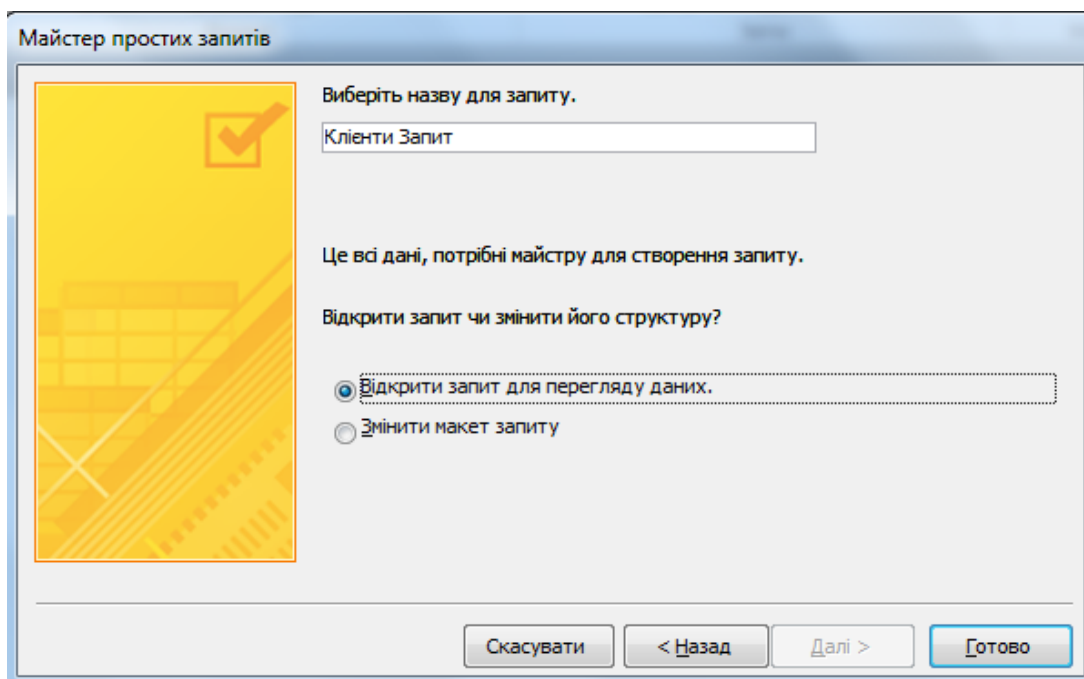 Майстер простих запитів
Виберіть назву для запиту.
Клієнти Запит
Це всі дані, потрібні майстру для створення запиту.
Відкрити запит чи змінити його структуру?
Відкрити запит для перегляду даних.
Змінити макет запиту
Скасувати < Назад Далі > Готово